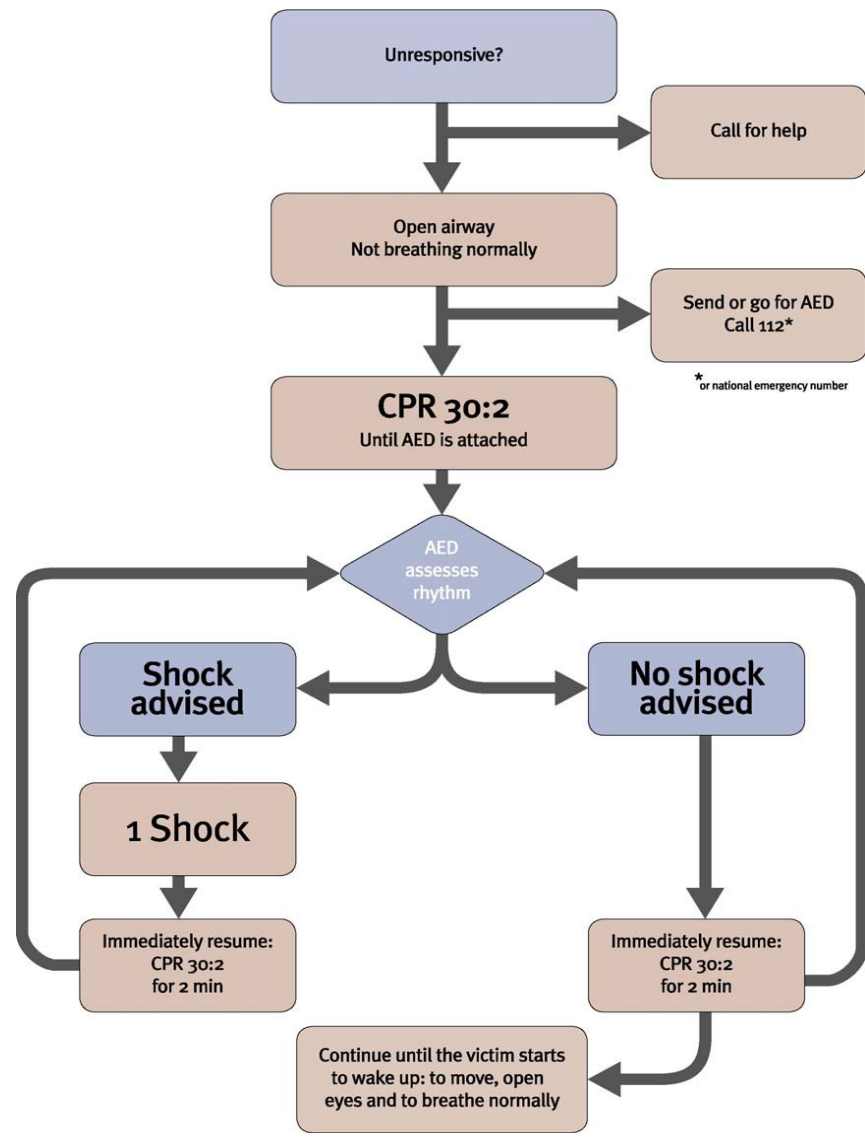 Unresponsive?
Call for help
Open airway
Not breathing normally
Send or go for AED
Call 112*
*or national emergency number
CPR 30:2
Until AED is attached
AED
assesses
rhythm
Shock
advised
No shock
advised
1 Shock
Immediately resume:
CPR 30:2
for 2 min
Immediately resume:
CPR 30:2
for 2 min
Continue until the victim starts
to wake up: to move, open
eyes and to breathe normally